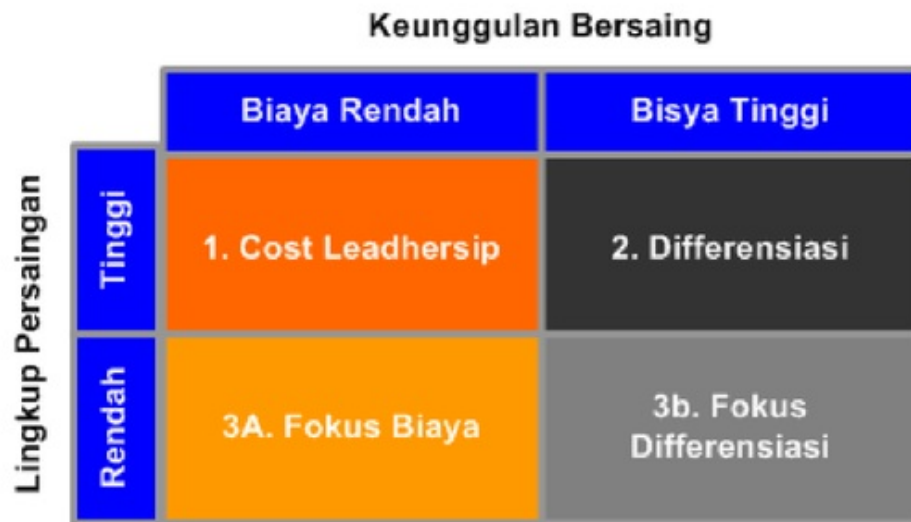 Keunggulan Bersaing
Biaya Rendah
Bisya Tinggi
Lingkup Persaingan
Tinggi
1. Cost Leadhersip
2. Differensiasi
Rendah
3A. Fokus Biaya
3b. Fokus
Differensiasi